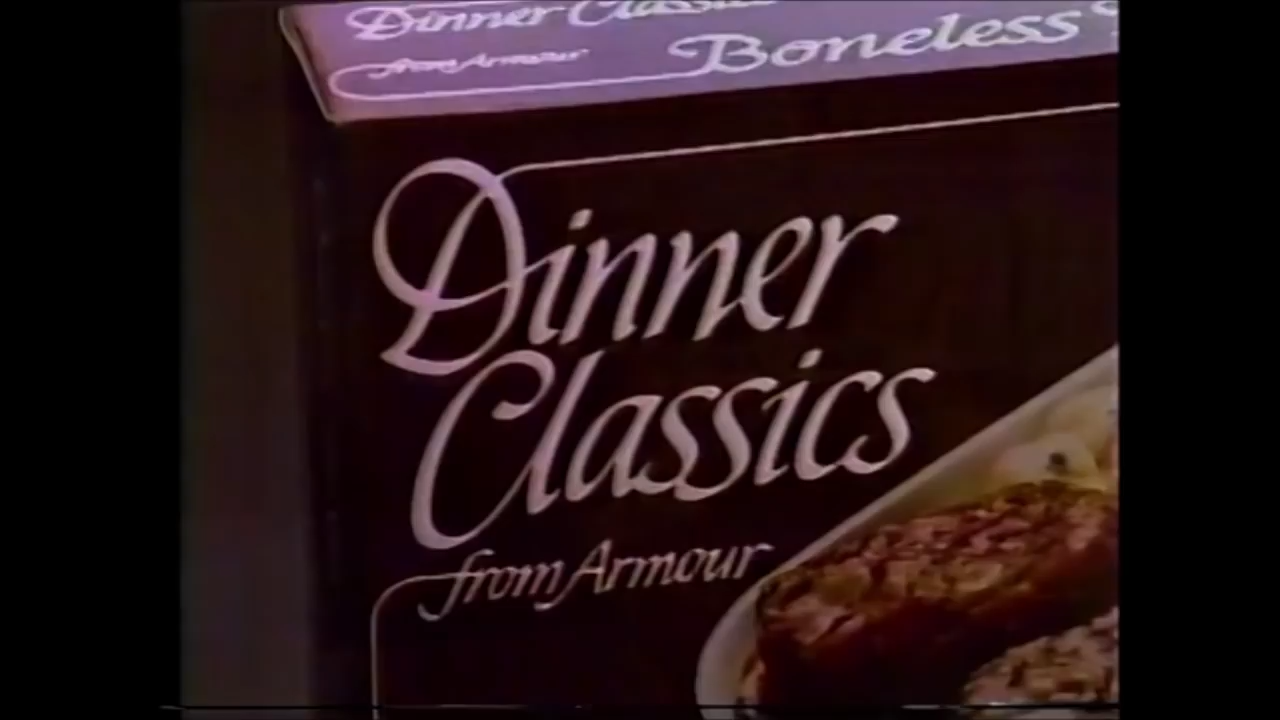 Dinner Classics
from Armour
Boneless
Dinner
Classics
from Armour